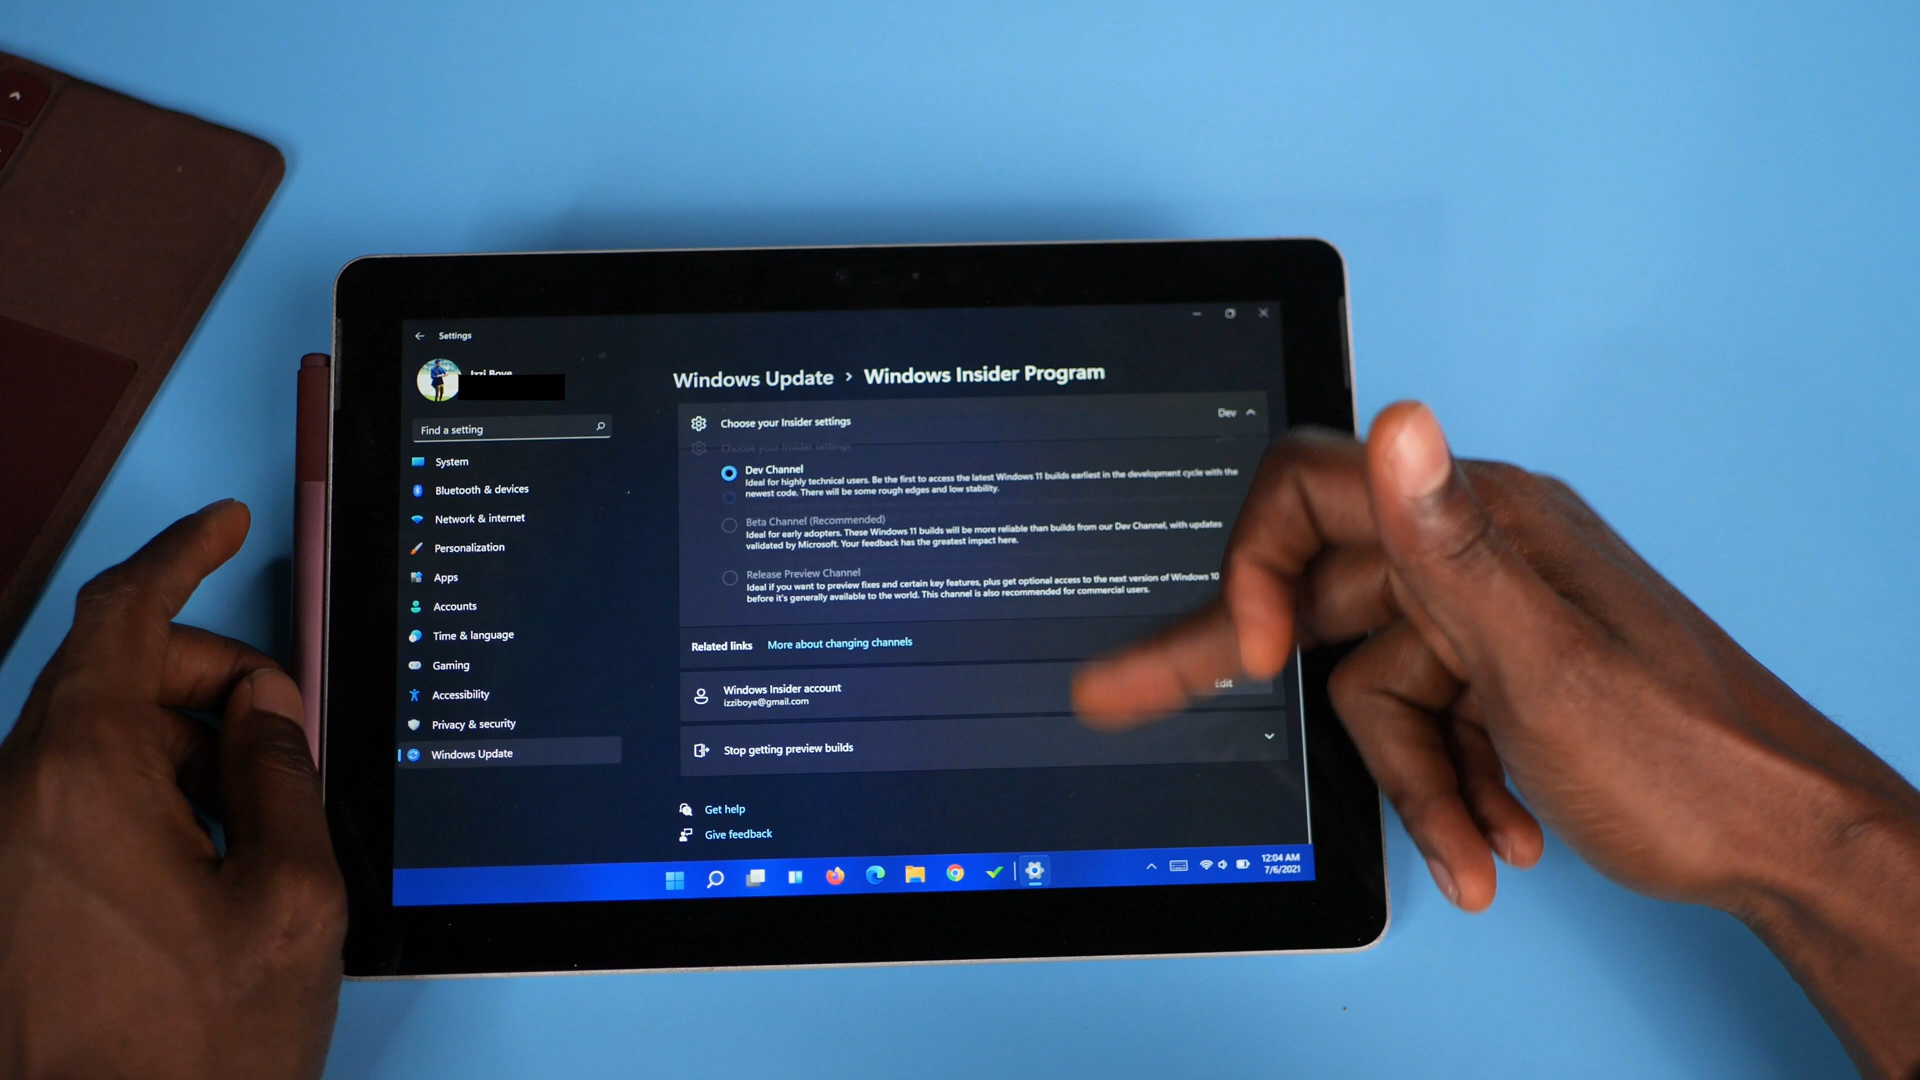 Settings
Izzi Boye
Find a setting
System
Bluetooth & devices
Network & internet
Personalization
Apps
Accounts
Time & language
Gaming
Accessibility
Privacy & security
Windows Update
Windows Update > Windows Insider Program
Choose your Insider settings
Dev
Choose your Insider settings
Dev Channel
Ideal for highly technical users. Be the first to access the latest Windows 11 builds earliest in the development cycle with the
newest code. There will be some rough edges and low stability.
Beta Channel (Recommended)
Ideal for early adopters. These Windows 11 builds will be more reliable than builds from our Dev Channel, with updates
validated by Microsoft. Your feedback has the greatest impact here.
Release Preview Channel
Ideal if you want to preview fixes and certain key features, plus get optional access to the next version of Windows 10
before it's generally available to the world. This channel is also recommended for commercial users.
Related links More about changing channels
Windows Insider account
izziboye@gmail.com
Edit
Stop getting preview builds
Get help
Give feedback
12:04 AM
7/6/2021